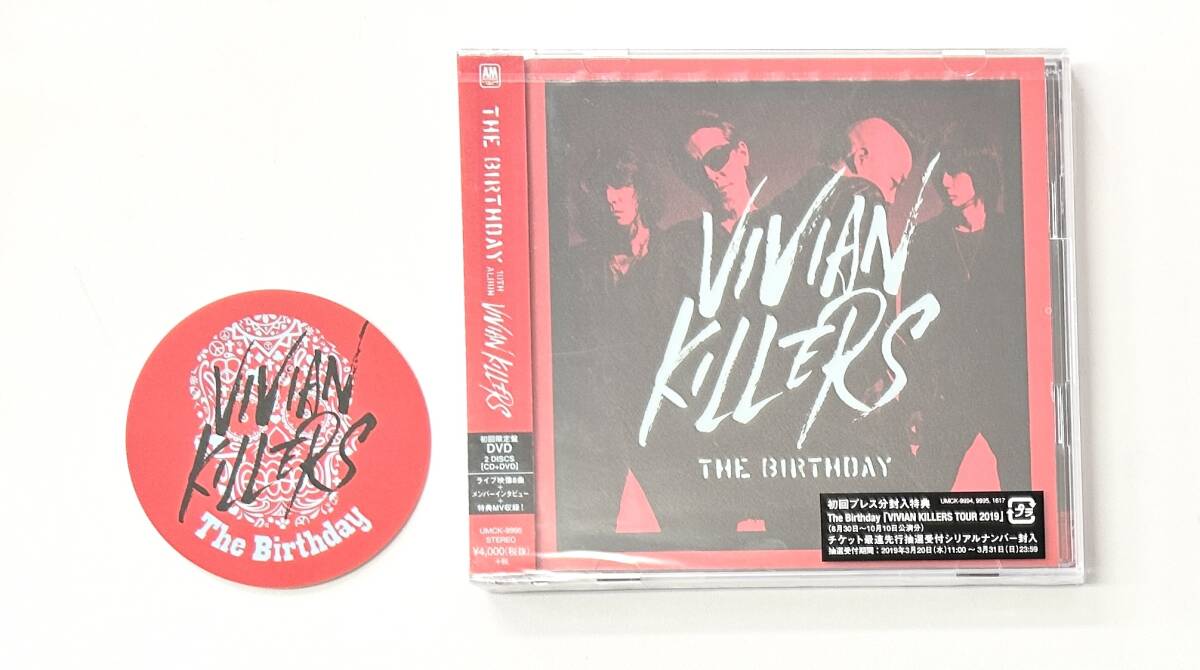 VIVIAN
KILLERS
The Birthday
AM
THE BIRTHDAY 10TH ALBUM VIVIAN KILLERS
初回限定盤
DVD
2 DISCS
[CD+DVD]
ライブ映像8曲
+
メンバーインタビュー
+
特典MV収録!
UMCK-9995
STEREO
¥4,000(税抜)
+税
VIVIAN
KILLERS
THE BIRTHDAY
初回プレス分封入特典
UMCK-9994, 9995, 1617
The Birthday「VIVIAN KILLERS TOUR 2019」
(8月30日~10月10日公演分)
チケット最速先行抽選受付シリアルナンバー封入
抽選受付期間:2019年3月20日(水)11:00 ~ 3月31日(日)23:59
プラ